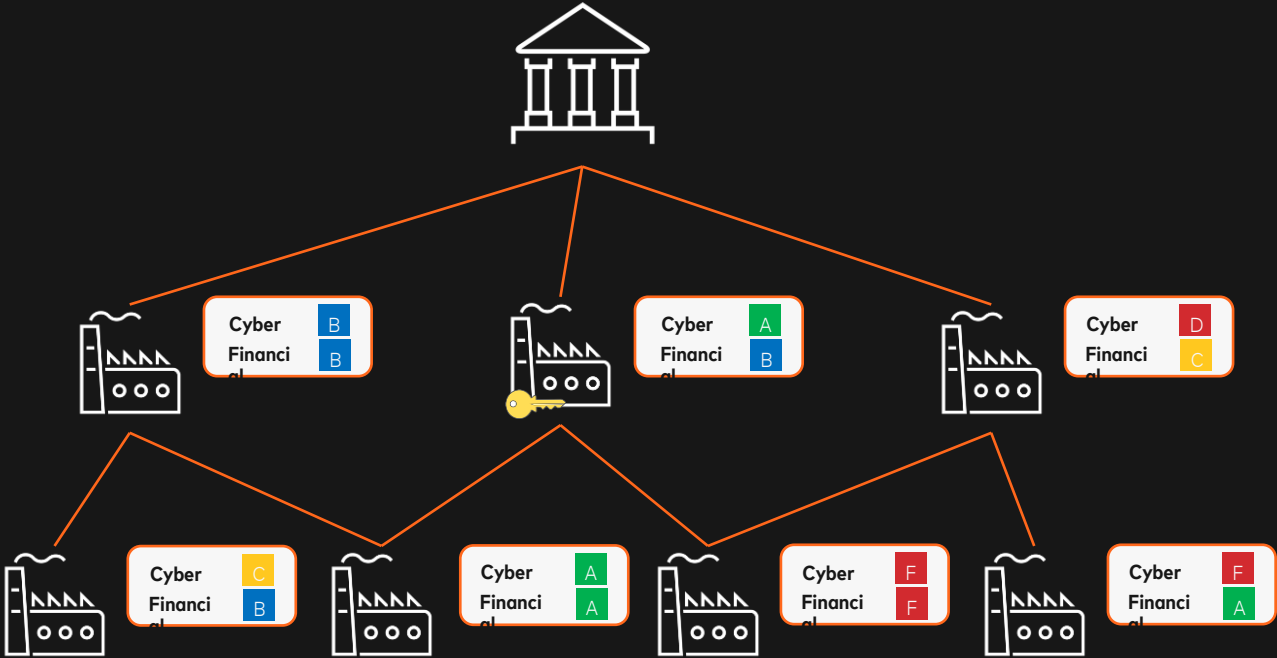 Cyber B
Financi B
al
Cyber A
Financi B
al
Cyber D
Financi C
al
Cyber C
Financi B
al
Cyber A
Financi A
al
Cyber F
Financi F
al
Cyber F
Financi A
al